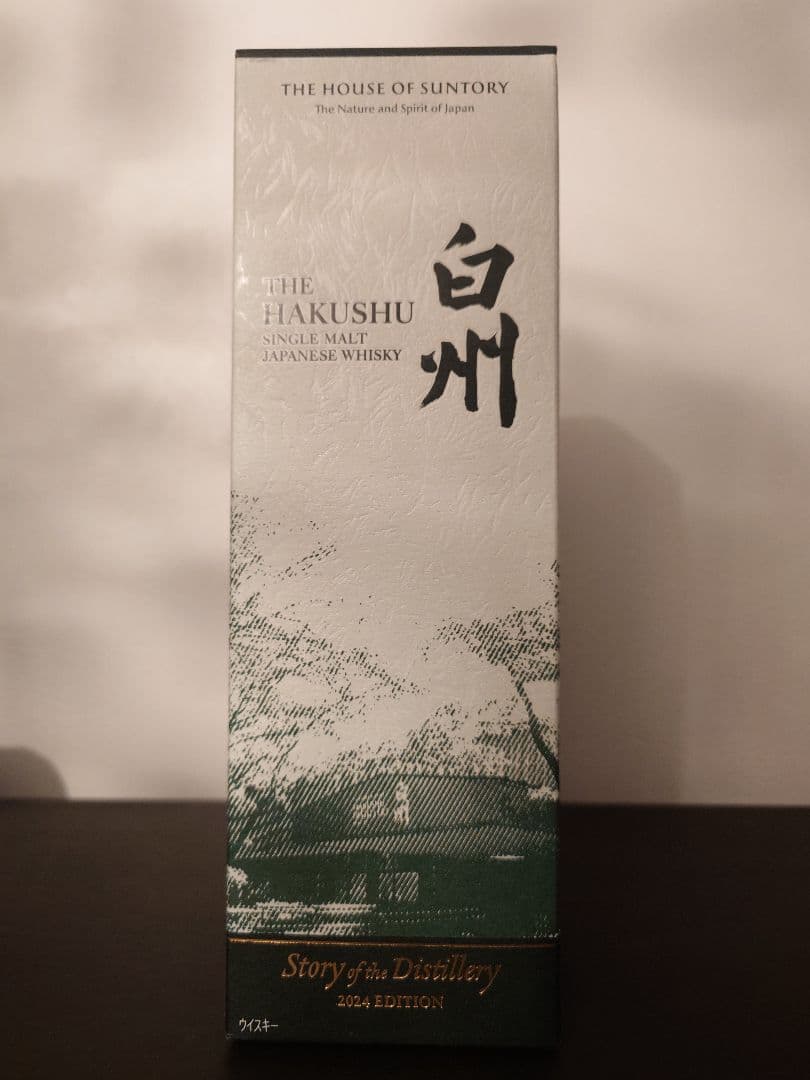 THE HOUSE OF SUNTORY
The Nature and Spirit of Japan
白州
THE
HAKUSHU
SINGLE MALT
JAPANESE WHISKY
Story of the Distillery
2024 EDITION
ウイスキー